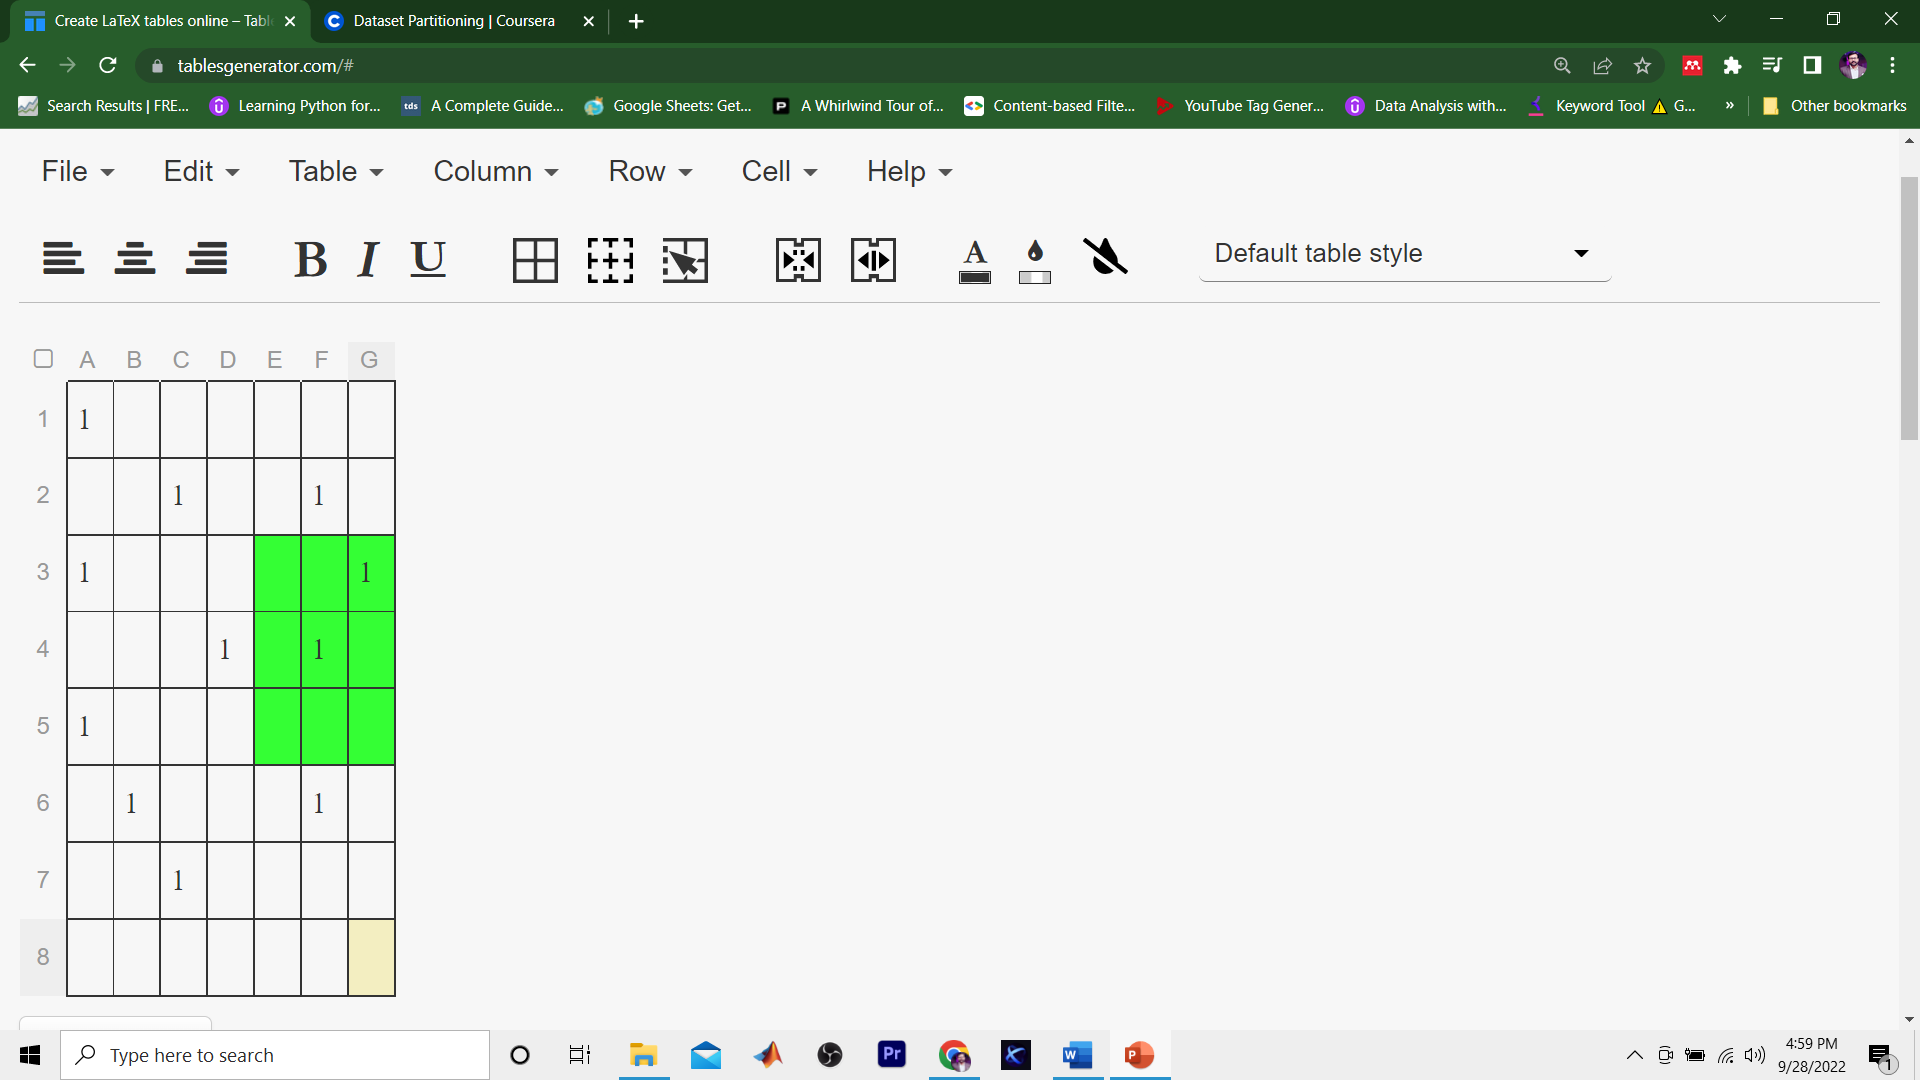 Create LaTeX tables online – Tabl
Dataset Partitioning | Coursera
tablesgenerator.com/#
Search Results | FRE...
Learning Python for...
tds
A Complete Guide...
Google Sheets: Get...
A Whirlwind Tour of...
Content-based Filte...
YouTube Tag Gener...
Data Analysis with...
Keyword Tool ⚠ G...
»
Other bookmarks
File Edit Table Column Row Cell Help
B I U A Default table style
A B C D E F G
1 1
2 1 1
3 1 1
4 1 1
5 1
6 1 1
7 1
8
Type here to search
Pr
W
P
4:59 PM
9/28/2022
1